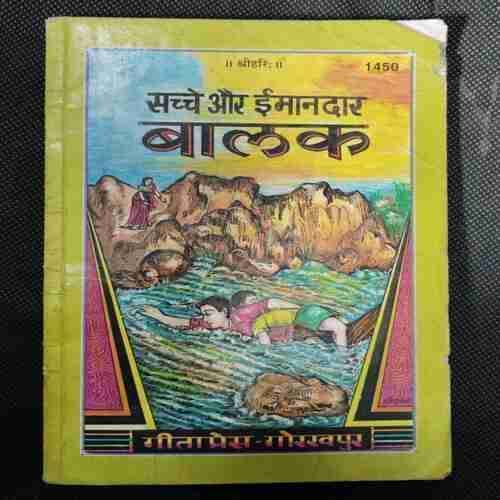 ॥ श्रीहरि: ॥
1450
सच्चे और ईमानदार
बालक
गीताप्रेस-गोरखपुर